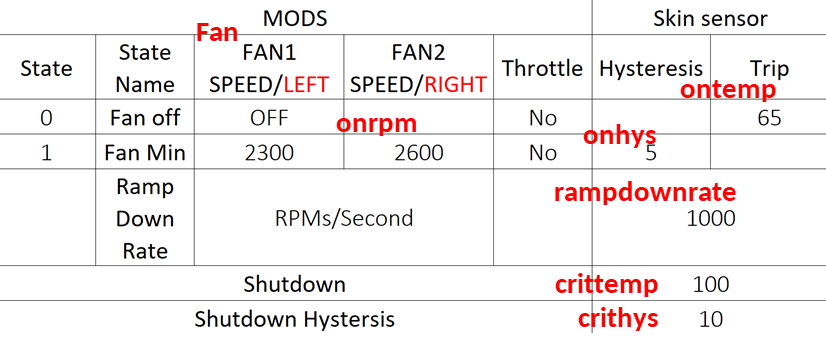 MODS Skin sensor
Fan
State State Name FAN1 SPEED/LEFT FAN2 SPEED/RIGHT Throttle Hysteresis Trip
ontemp
0 Fan off OFF No 65
onrpm
onhys
1 Fan Min 2300 2600 No 5
rampdownrate
Ramp Down Rate RPMs/Second 1000
Shutdown crittemp 100
Shutdown Hystersis crithys 10